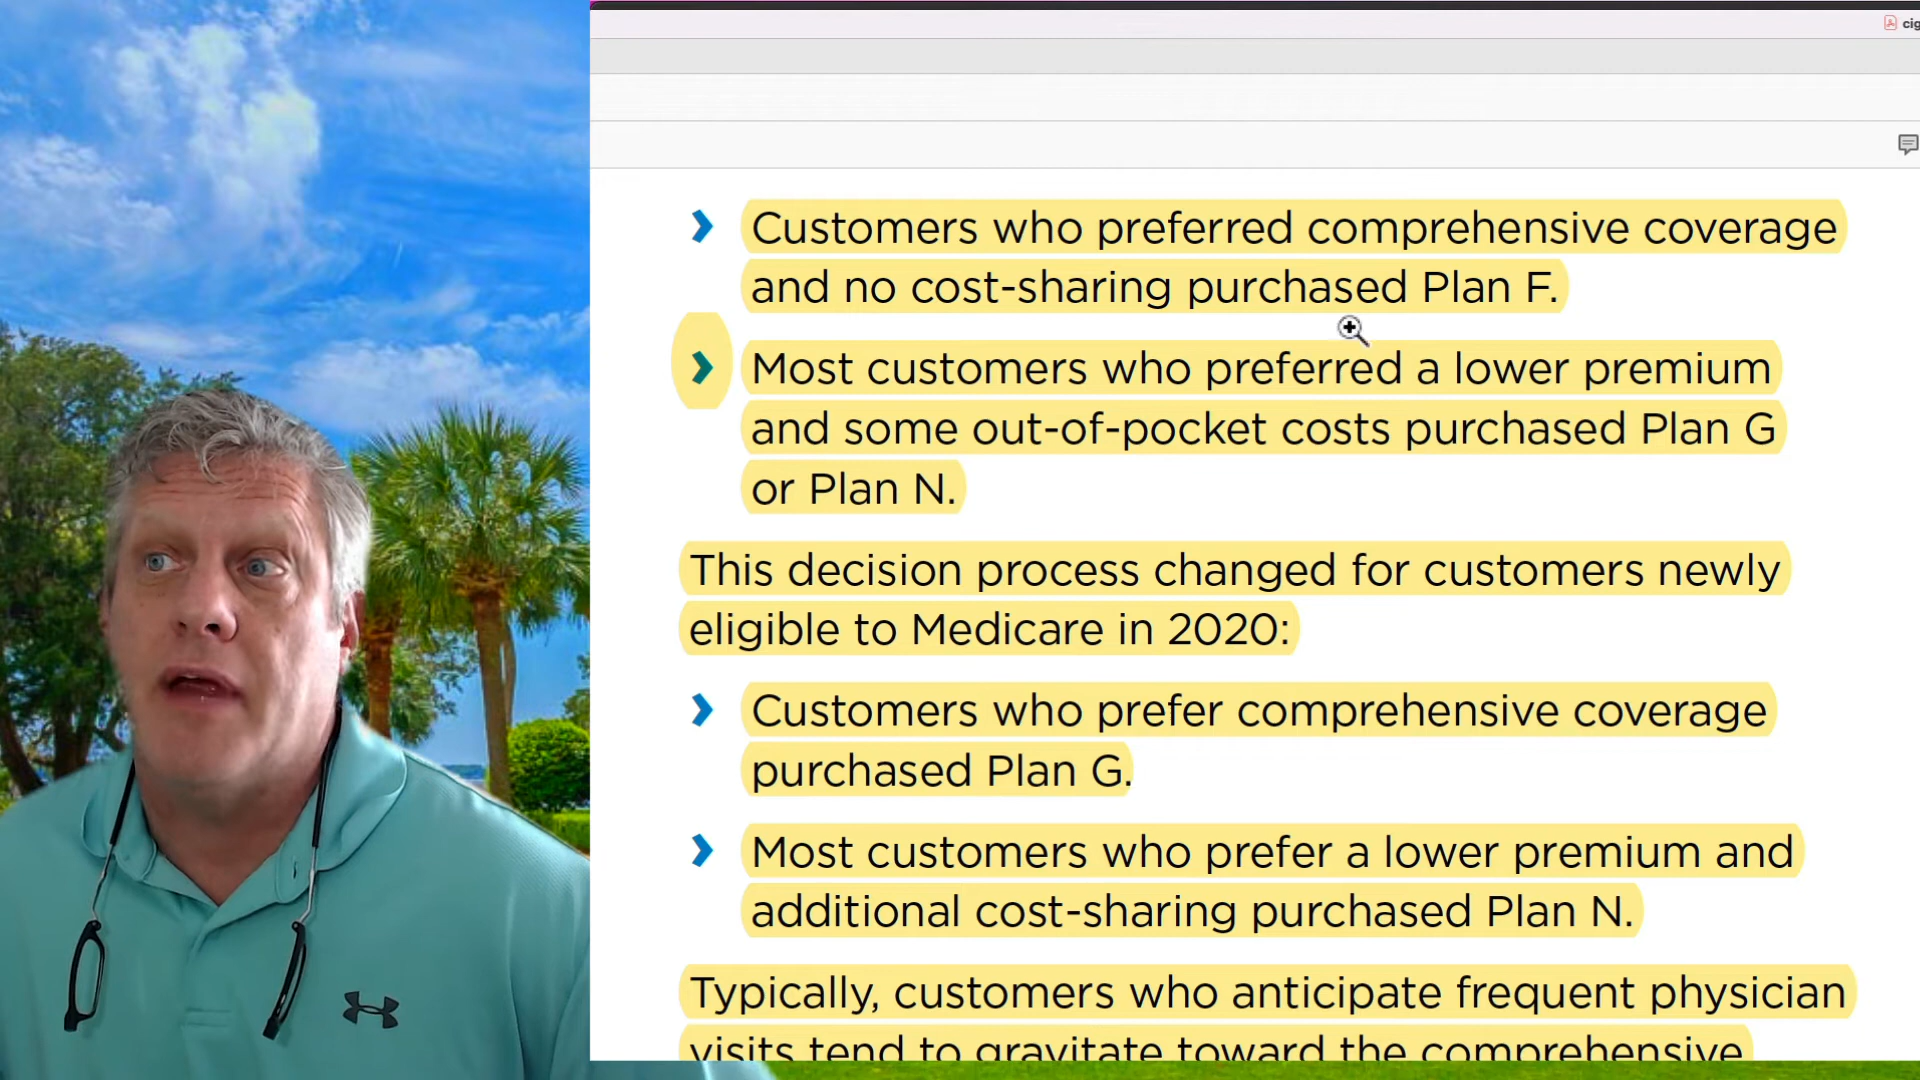 cig
Customers who preferred comprehensive coverage
and no cost-sharing purchased Plan F.
Most customers who preferred a lower premium
and some out-of-pocket costs purchased Plan G
or Plan N.
This decision process changed for customers newly
eligible to Medicare in 2020:
Customers who prefer comprehensive coverage
purchased Plan G.
Most customers who prefer a lower premium and
additional cost-sharing purchased Plan N.
Typically, customers who anticipate frequent physician
visits tend to gravitate toward the comprehensive